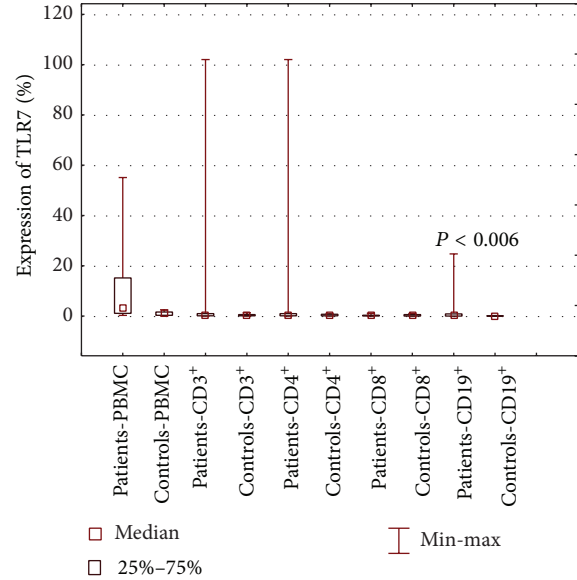 Expression of TLR7 (%)
120
100
80
60
40
20
0
P < 0.006
Patients-PBMC
Controls-PBMC
Patients-CD3+
Controls-CD3+
Patients-CD4+
Controls-CD4+
Patients-CD8+
Controls-CD8+
Patients-CD19+
Controls-CD19+
Median
25%–75%
Min-max